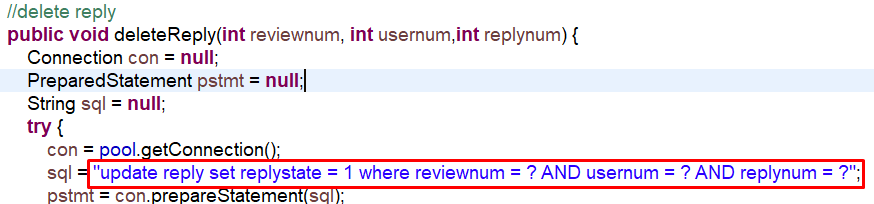 //delete reply
public void deleteReply(int reviewnum, int usernum,int replynum) {
Connection con = null;
PreparedStatement pstmt = null;
String sql = null;
try {
con = pool.getConnection();
sql = "update reply set replystate = 1 where reviewnum = ? AND usernum = ? AND replynum = ?";
pstmt = con.prepareStatement(sql);